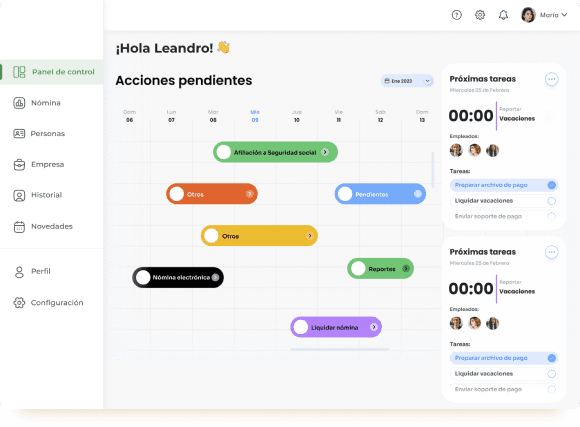 María
¡Hola Leandro! 👋
Panel de control
Nómina
Personas
Empresa
Historial
Novedades
Perfil
Configuración
Acciones pendientes
Ene 2023
Dom Lun Mar Mie Jue Vie Sab Dom
06 07 08 09 10 11 12 13
Afiliación a Seguridad social
Otros
Pendientes
Otros
Reportes
Nómina electrónica
Liquidar nómina
Próximas tareas
Miercoles 25 de Febrero
00:00
Reporter
Vacaciones
Empleados:
Tareas:
Preparar archivo de pago
Liquidar vacaciones
Enviar soporte de pago
Próximas tareas
Miercoles 25 de Febrero
00:00
Reporter
Vacaciones
Empleados:
Tareas:
Preparar archivo de pago
Liquidar vacaciones
Enviar soporte de pago